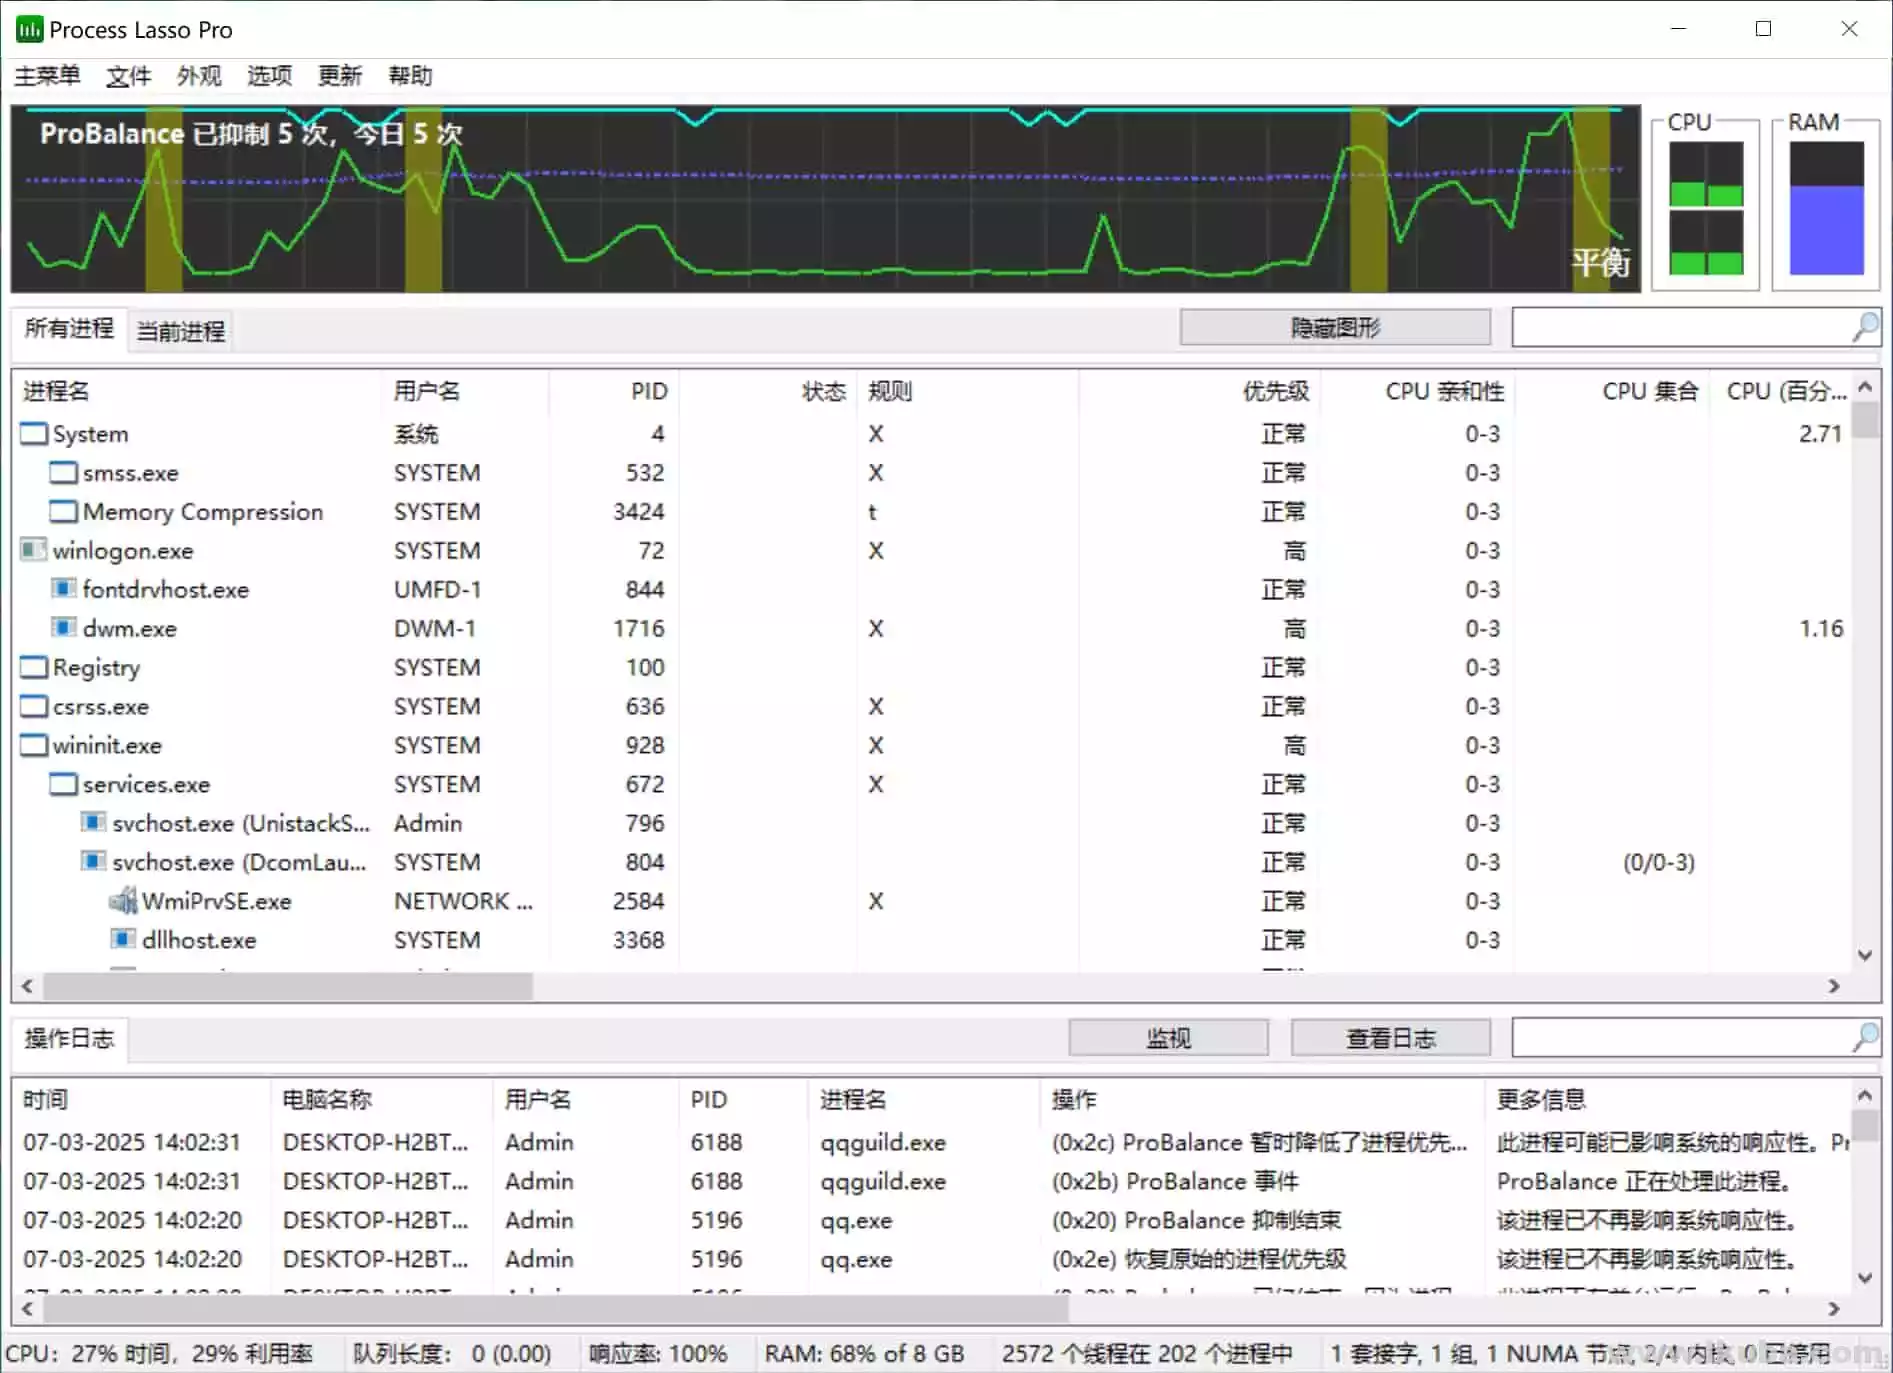 Process Lasso Pro
主菜单 文件 外观 选项 更新 帮助
ProBalance 已抑制 5 次，今日 5 次
平衡
CPU
RAM
所有进程 当前进程 隐藏图形
进程名 用户名 PID 状态 规则 优先级 CPU 亲和性 CPU 集合 CPU (百分...
System 系统 4 X 正常 0-3 2.71
smss.exe SYSTEM 532 X 正常 0-3
Memory Compression SYSTEM 3424 t 正常 0-3
winlogon.exe SYSTEM 72 X 高 0-3
fontdrvhost.exe UMFD-1 844 正常 0-3
dwm.exe DWM-1 1716 X 高 0-3 1.16
Registry SYSTEM 100 正常 0-3
csrss.exe SYSTEM 636 X 正常 0-3
wininit.exe SYSTEM 928 X 高 0-3
services.exe SYSTEM 672 X 正常 0-3
svchost.exe (UnistackS... Admin 796 正常 0-3
svchost.exe (DcomLau... SYSTEM 804 正常 0-3 (0/0-3)
WmiPrvSE.exe NETWORK ... 2584 X 正常 0-3
dllhost.exe SYSTEM 3368 正常 0-3
操作日志 监视 查看日志
时间 电脑名称 用户名 PID 进程名 操作 更多信息
07-03-2025 14:02:31 DESKTOP-H2BT... Admin 6188 qqguild.exe (0x2c) ProBalance 暂时降低了进程优先... 此进程可能已影响系统的响应性。Pr
07-03-2025 14:02:31 DESKTOP-H2BT... Admin 6188 qqguild.exe (0x2b) ProBalance 事件 ProBalance 正在处理此进程。
07-03-2025 14:02:20 DESKTOP-H2BT... Admin 5196 qq.exe (0x20) ProBalance 抑制结束 该进程已不再影响系统响应性。
07-03-2025 14:02:20 DESKTOP-H2BT... Admin 5196 qq.exe (0x2e) 恢复原始的进程优先级 该进程已不再影响系统响应性。
CPU：27% 时间，29% 利用率 队列长度： 0 (0.00) 响应率: 100% RAM: 68% of 8 GB 2572 个线程在 202 个进程中 1 套接字, 1 组, 1 NUMA 节点, 2/4 内核, 0 已停用